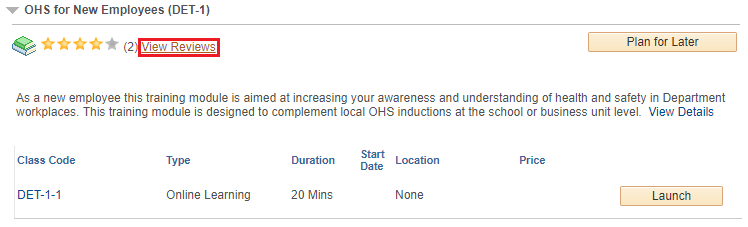 OHS for New Employees (DET-1)
(2) View Reviews
Plan for Later
As a new employee this training module is aimed at increasing your awareness and understanding of health and safety in Department
workplaces. This training module is designed to complement local OHS inductions at the school or business unit level. View Details
Class Code Type Duration Start Date Location Price
DET-1-1 Online Learning 20 Mins None Launch